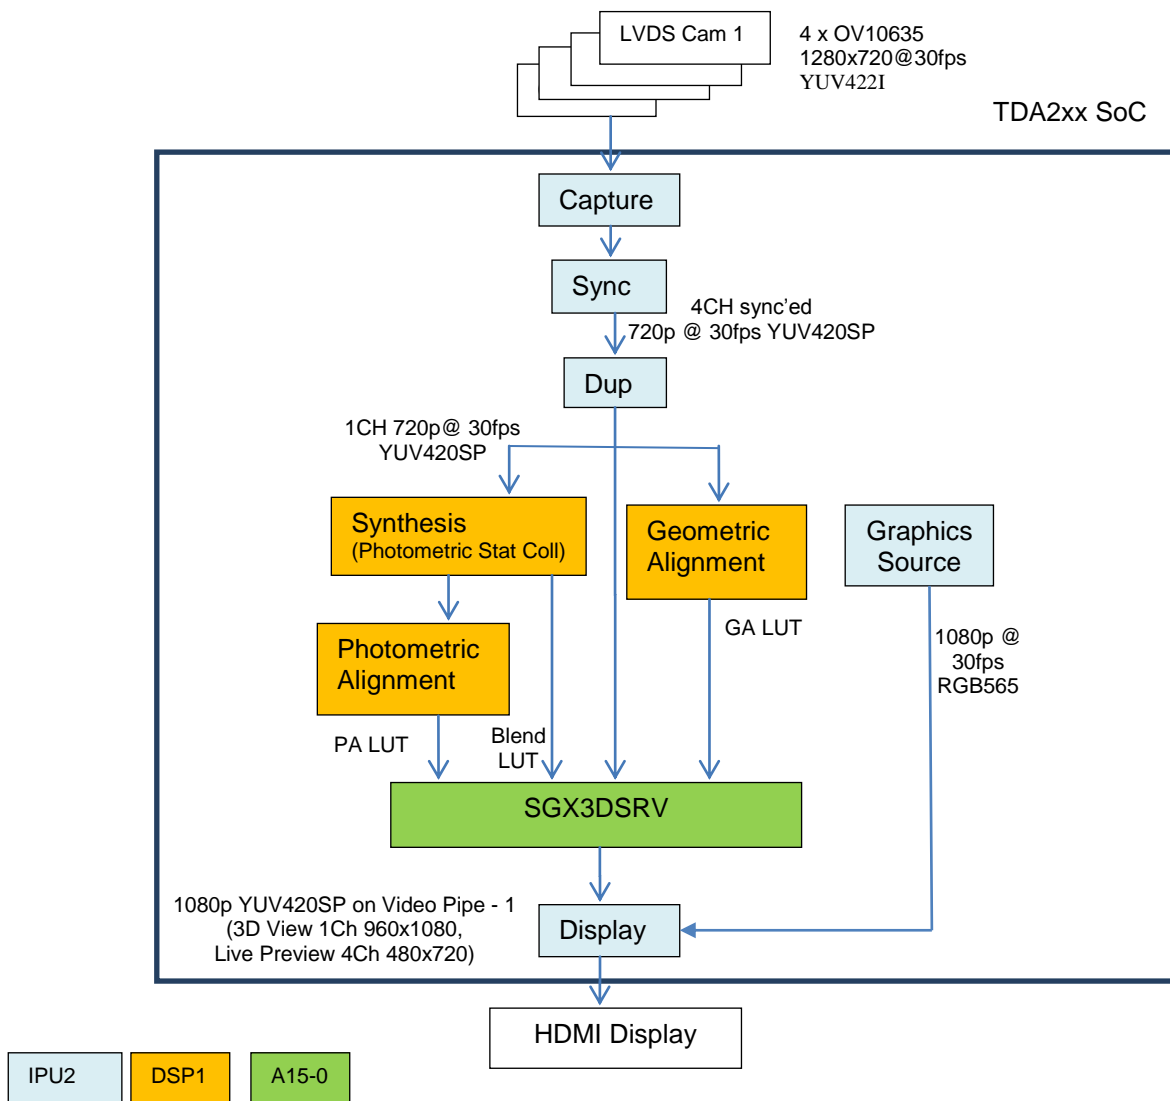 LVDS Cam 1
4 x OV10635
1280x720@30fps
YUV422I
TDA2xx SoC
Capture
Sync
4CH sync’ed
720p @ 30fps YUV420SP
Dup
1CH 720p@ 30fps
YUV420SP
Synthesis
(Photometric Stat Coll)
Geometric
Alignment
Graphics
Source
Photometric
Alignment
GA LUT
1080p @
30fps
RGB565
PA LUT
Blend
LUT
SGX3DSRV
1080p YUV420SP on Video Pipe - 1
(3D View 1Ch 960x1080,
Live Preview 4Ch 480x720)
Display
HDMI Display
IPU2
DSP1
A15-0